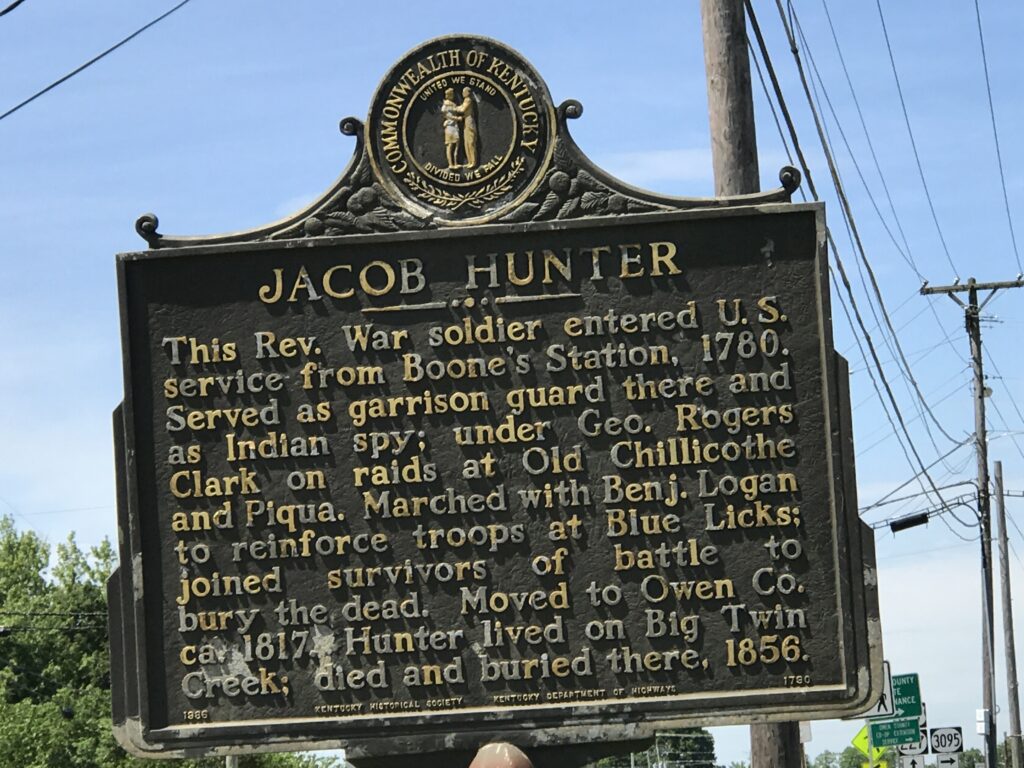 COMMONWEALTH OF KENTUCKY
UNITED WE STAND
DIVIDED WE FALL
JACOB HUNTER
This Rev. War soldier entered U. S.
service from Boone's Station, 1780.
Served as garrison guard there and
as Indian spy; under Geo. Rogers
Clark on raids at Old Chillicothe
and Piqua. Marched with Benj. Logan
to reinforce troops at Blue Licks;
joined survivors of battle to
bury the dead. Moved to Owen Co.
ca. 1817. Hunter lived on Big Twin
Creek; died and buried there, 1856.
1986 KENTUCKY HISTORICAL SOCIETY KENTUCKY DEPARTMENT OF HIGHWAYS 1790
3095